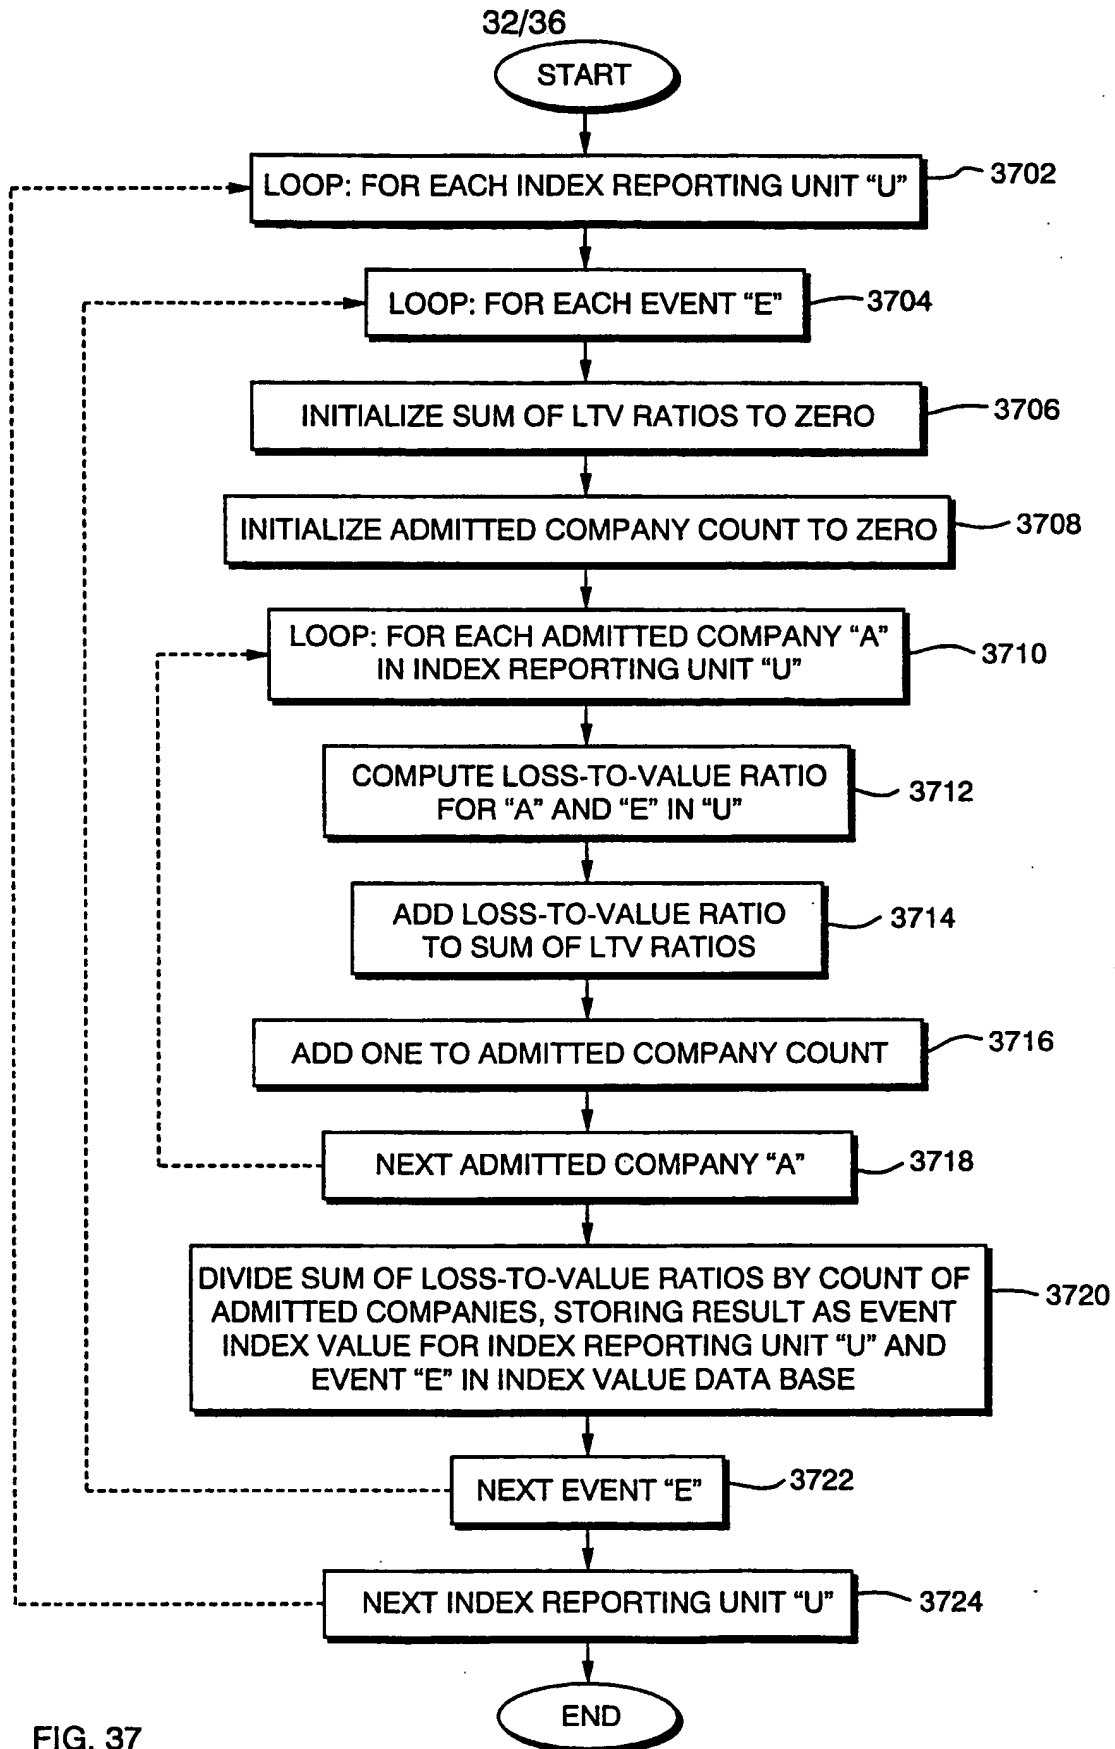 32/36
START
LOOP: FOR EACH INDEX REPORTING UNIT “U”
3702
LOOP: FOR EACH EVENT “E”
3704
INITIALIZE SUM OF LTV RATIOS TO ZERO
3706
INITIALIZE ADMITTED COMPANY COUNT TO ZERO
3708
LOOP: FOR EACH ADMITTED COMPANY “A”
IN INDEX REPORTING UNIT “U”
3710
COMPUTE LOSS-TO-VALUE RATIO
FOR “A” AND “E” IN “U”
3712
ADD LOSS-TO-VALUE RATIO
TO SUM OF LTV RATIOS
3714
ADD ONE TO ADMITTED COMPANY COUNT
3716
NEXT ADMITTED COMPANY “A”
3718
DIVIDE SUM OF LOSS-TO-VALUE RATIOS BY COUNT OF
ADMITTED COMPANIES, STORING RESULT AS EVENT
INDEX VALUE FOR INDEX REPORTING UNIT “U” AND
EVENT “E” IN INDEX VALUE DATA BASE
3720
NEXT EVENT “E”
3722
NEXT INDEX REPORTING UNIT “U”
3724
END
FIG. 37